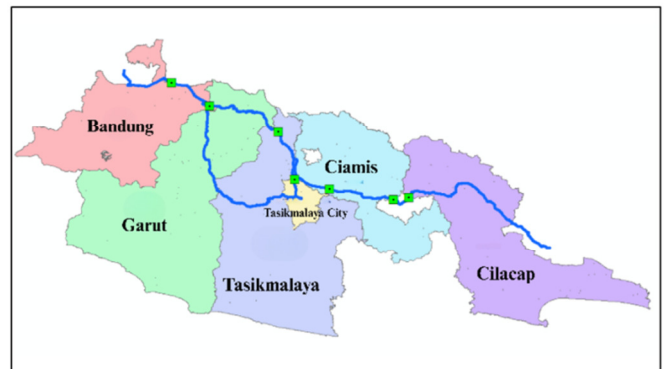 Bandung
Ciamis
Tasikmalaya City
Garut
Cilacap
Tasikmalaya